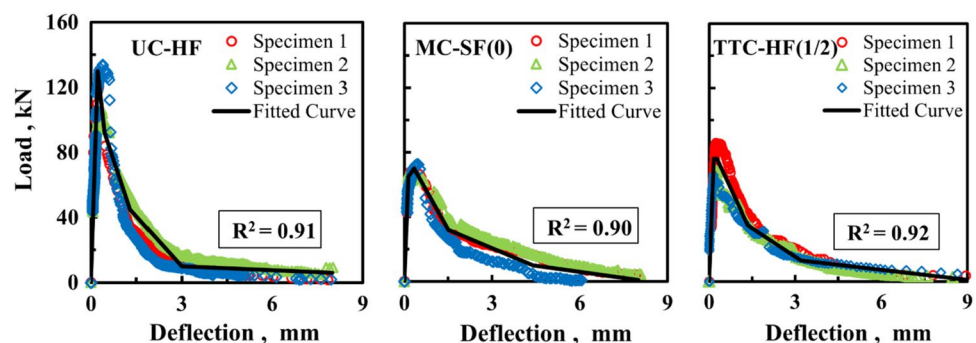 160
UC-HF
Specimen 1
Specimen 2
Specimen 3
Fitted Curve
R² = 0.91
120
80
40
0
Load , kN
0 3 6 9
Deflection , mm
MC-SF(0)
Specimen 1
Specimen 2
Specimen 3
Fitted Curve
R² = 0.90
0 3 6 9
Deflection , mm
TTC-HF(1/2)
Specimen 1
Specimen 2
Specimen 3
Fitted Curve
R² = 0.92
0 3 6 9
Deflection , mm